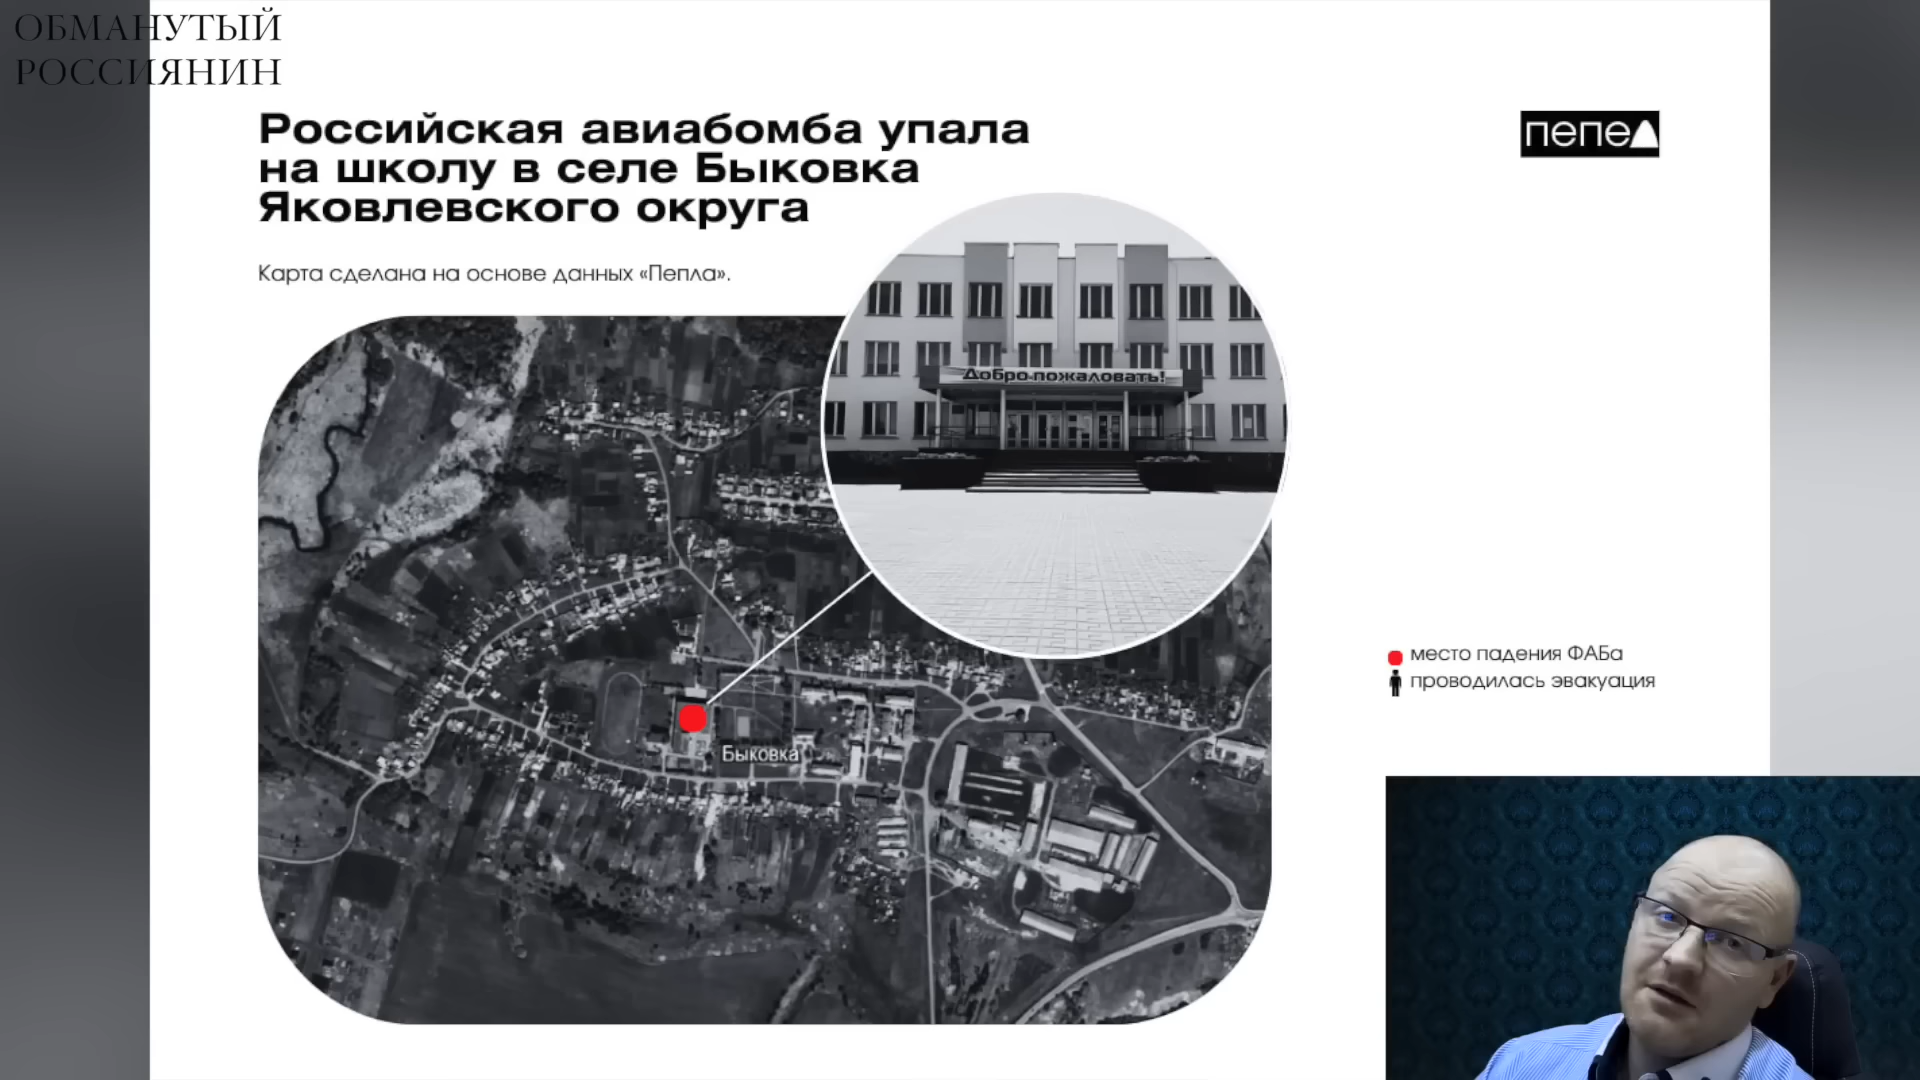 ОБМАНУТЫЙ
РОССИЯНИН
Российская авиабомба упала
на школу в селе Быковка
Яковлевского округа
пепел
Карта сделана на основе данных «Пепла».
Добро пожаловать!
место падения ФАБа
проводилась эвакуация
Быковка